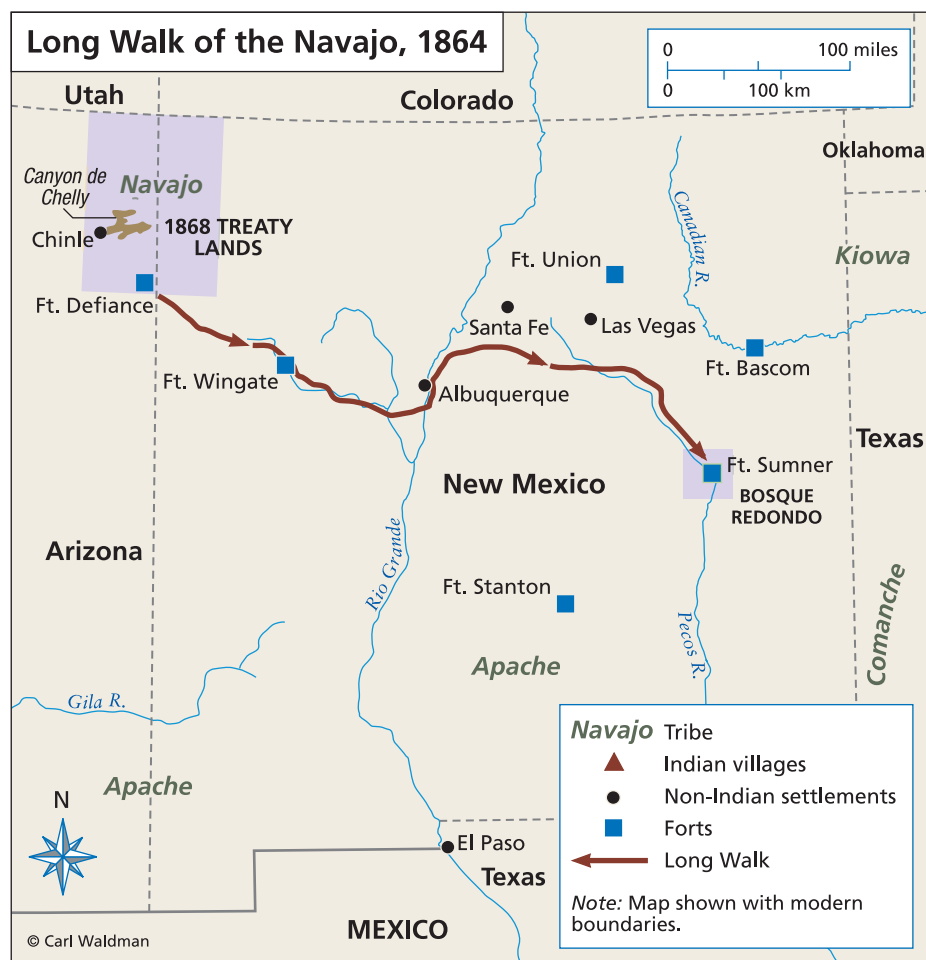 Long Walk of the Navajo, 1864
0 100 miles
0 100 km
Utah
Colorado
Oklahoma
Canyon de
Chelly
Navajo
Chinle
1868 TREATY
LANDS
Ft. Defiance
Canadian R.
Kiowa
Ft. Union
Santa Fe
Las Vegas
Ft. Wingate
Albuquerque
Ft. Bascom
Texas
Ft. Sumner
New Mexico
BOSQUE
REDONDO
Arizona
Rio Grande
Ft. Stanton
Pecos R.
Comanche
Apache
Gila R.
Apache
N
El Paso
Texas
MEXICO
Navajo Tribe
Indian villages
Non-Indian settlements
Forts
Long Walk
Note: Map shown with modern
boundaries.
© Carl Waldman